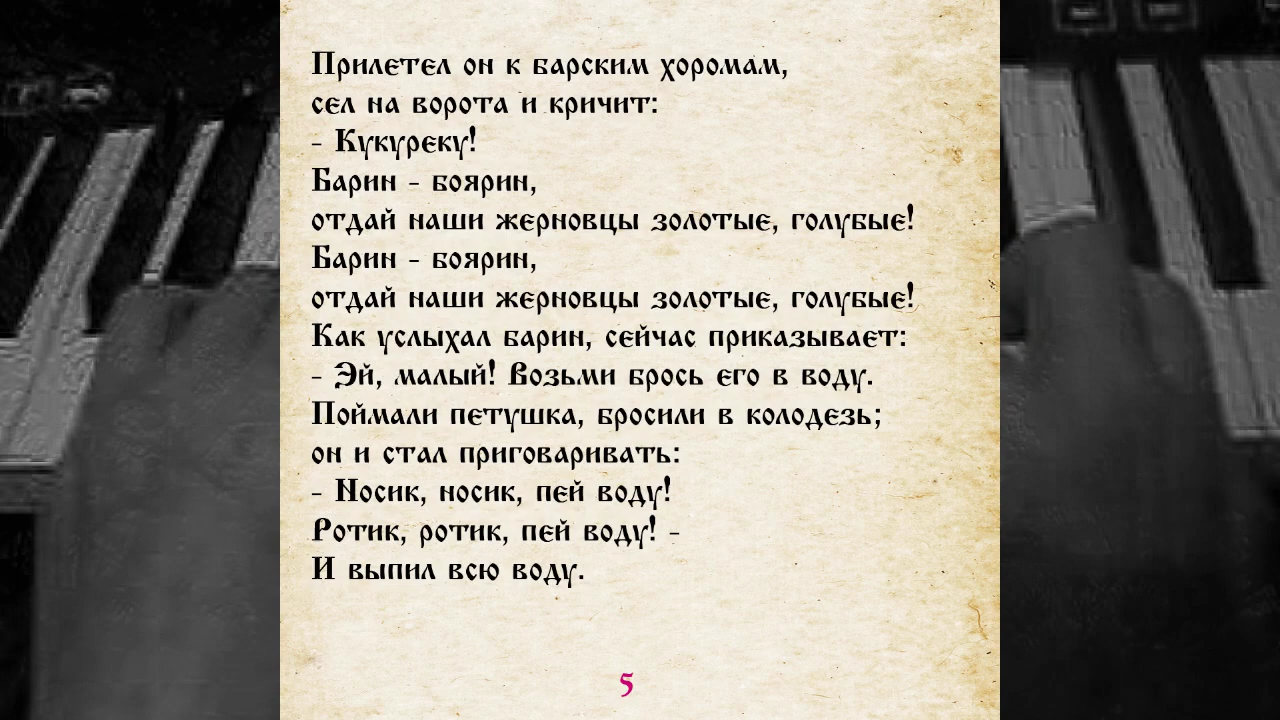 Прилетел он к барским хоромам,
сел на ворота и кричит:
- Кукуреку!
Барин - боярин,
отдай наши жерновцы золотые, голубые!
Барин - боярин,
отдай наши жерновцы золотые, голубые!
Как услыхал барин, сейчас приказывает:
- Эй, малый! Возьми брось его в воду.
Поймали петушка, бросили в колодезь;
он и стал приговаривать:
- Носик, носик, пей воду!
Ротик, ротик, пей воду! -
И выпил всю воду.
5